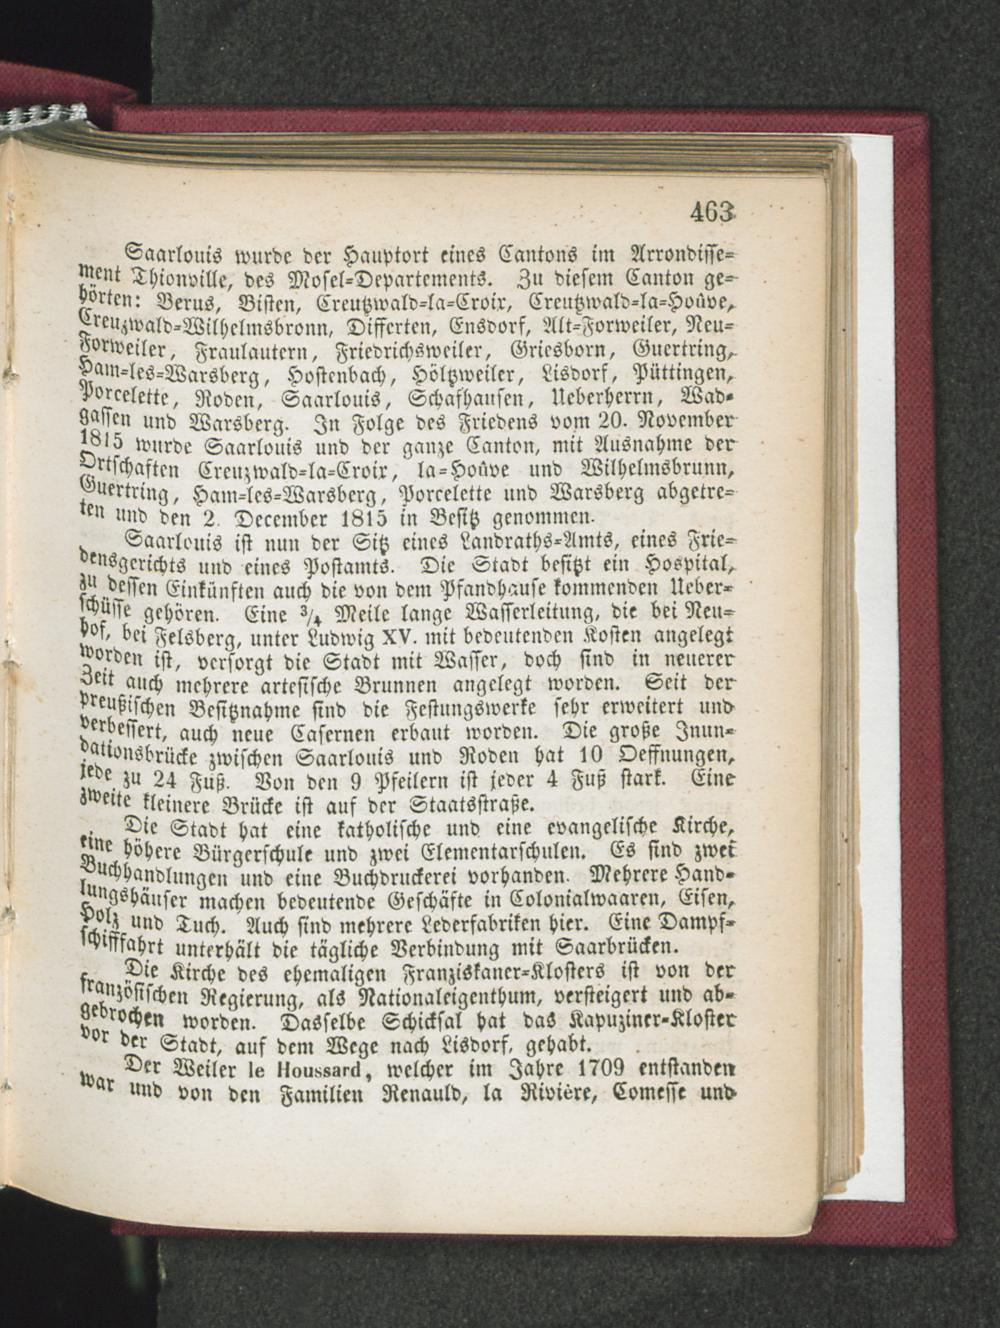 463
Saarlouis wurde der Hauptort eines Cantons im Arrondisse-
ment Thionville, des Mosel-Departements. Zu diesem Canton ge-
hörten: Berus, Bisten, Creutzwald-la-Croix, Creutzwald-la-Hoûve,
Creuzwald-Wilhelmsbronn, Differten, Ensdorf, Alt-Forweiler, Neu-
Forweiler, Fraulautern, Friedrichsweiler, Griesborn, Guertring,
Ham-les-Warsberg, Hostenbach, Höltzweiler, Lisdorf, Püttingen,
Porcelette, Roden, Saarlouis, Schafhausen, Ueberherrn, Wad-
gassen und Warsberg. In Folge des Friedens vom 20. November
1815 wurde Saarlouis und der ganze Canton, mit Ausnahme der
Ortschaften Creuzwald-la-Croix, la-Hoûve und Wilhelmsbrunn,
Guertring, Ham-les-Warsberg, Porcelette und Warsberg abgetre-
ten und den 2. December 1815 in Besitz genommen.
Saarlouis ist nun der Sitz eines Landraths-Amts, eines Frie-
densgerichts und eines Postamts. Die Stadt besitzt ein Hospital,
zu dessen Einkünften auch die von dem Pfandhause kommenden Ueber-
schüsse gehören. Eine 3/4 Meile lange Wasserleitung, die bei Neu-
hof, bei Felsberg, unter Ludwig XV. mit bedeutenden Kosten angelegt
worden ist, versorgt die Stadt mit Wasser, doch sind in neuerer
Zeit auch mehrere artesische Brunnen angelegt worden. Seit der
preußischen Besitznahme sind die Festungswerke sehr erweitert und
verbessert, auch neue Casernen erbaut worden. Die große Inun-
dationsbrücke zwischen Saarlouis und Roden hat 10 Oeffnungen,
jede zu 24 Fuß. Von den 9 Pfeilern ist jeder 4 Fuß stark. Eine
zweite kleinere Brücke ist auf der Staatsstraße.
Die Stadt hat eine katholische und eine evangelische Kirche,
eine höhere Bürgerschule und zwei Elementarschulen. Es sind zwei
Buchhandlungen und eine Buchdruckerei vorhanden. Mehrere Hand-
lungshäuser machen bedeutende Geschäfte in Colonialwaaren, Eisen,
Holz und Tuch. Auch sind mehrere Lederfabriken hier. Eine Dampf-
schifffahrt unterhält die tägliche Verbindung mit Saarbrücken.
Die Kirche des ehemaligen Franziskaner-Klosters ist von der
französischen Regierung, als Nationaleigenthum, versteigert und ab-
gebrochen worden. Dasselbe Schicksal hat das Kapuziner-Kloster
vor der Stadt, auf dem Wege nach Lisdorf, gehabt.
Der Weiler le Houssard, welcher im Jahre 1709 entstanden
war und von den Familien Renauld, la Rivière, Comesse und